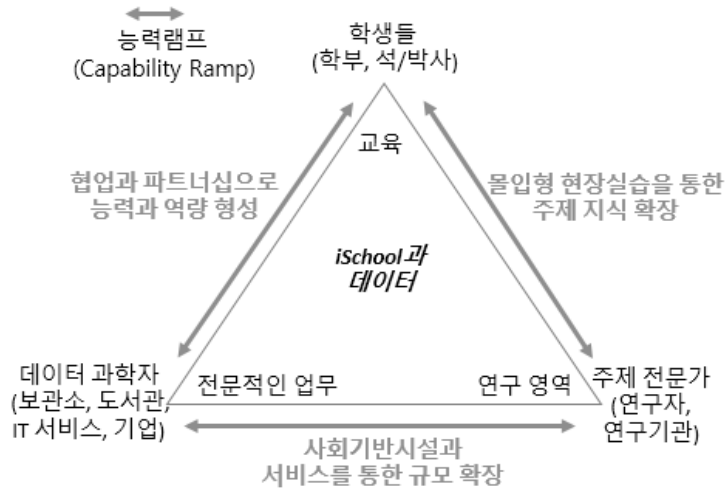 능력램프
(Capability Ramp)
학생들
(학부, 석/박사)
교육
협업과 파트너십으로
능력과 역량 형성
몰입형 현장실습을 통한
주제 지식 확장
iSchool과
데이터
데이터 과학자
(보관소, 도서관,
IT 서비스, 기업)
전문적인 업무
연구 영역
주제 전문가
(연구자,
연구기관)
사회기반시설과
서비스를 통한 규모 확장